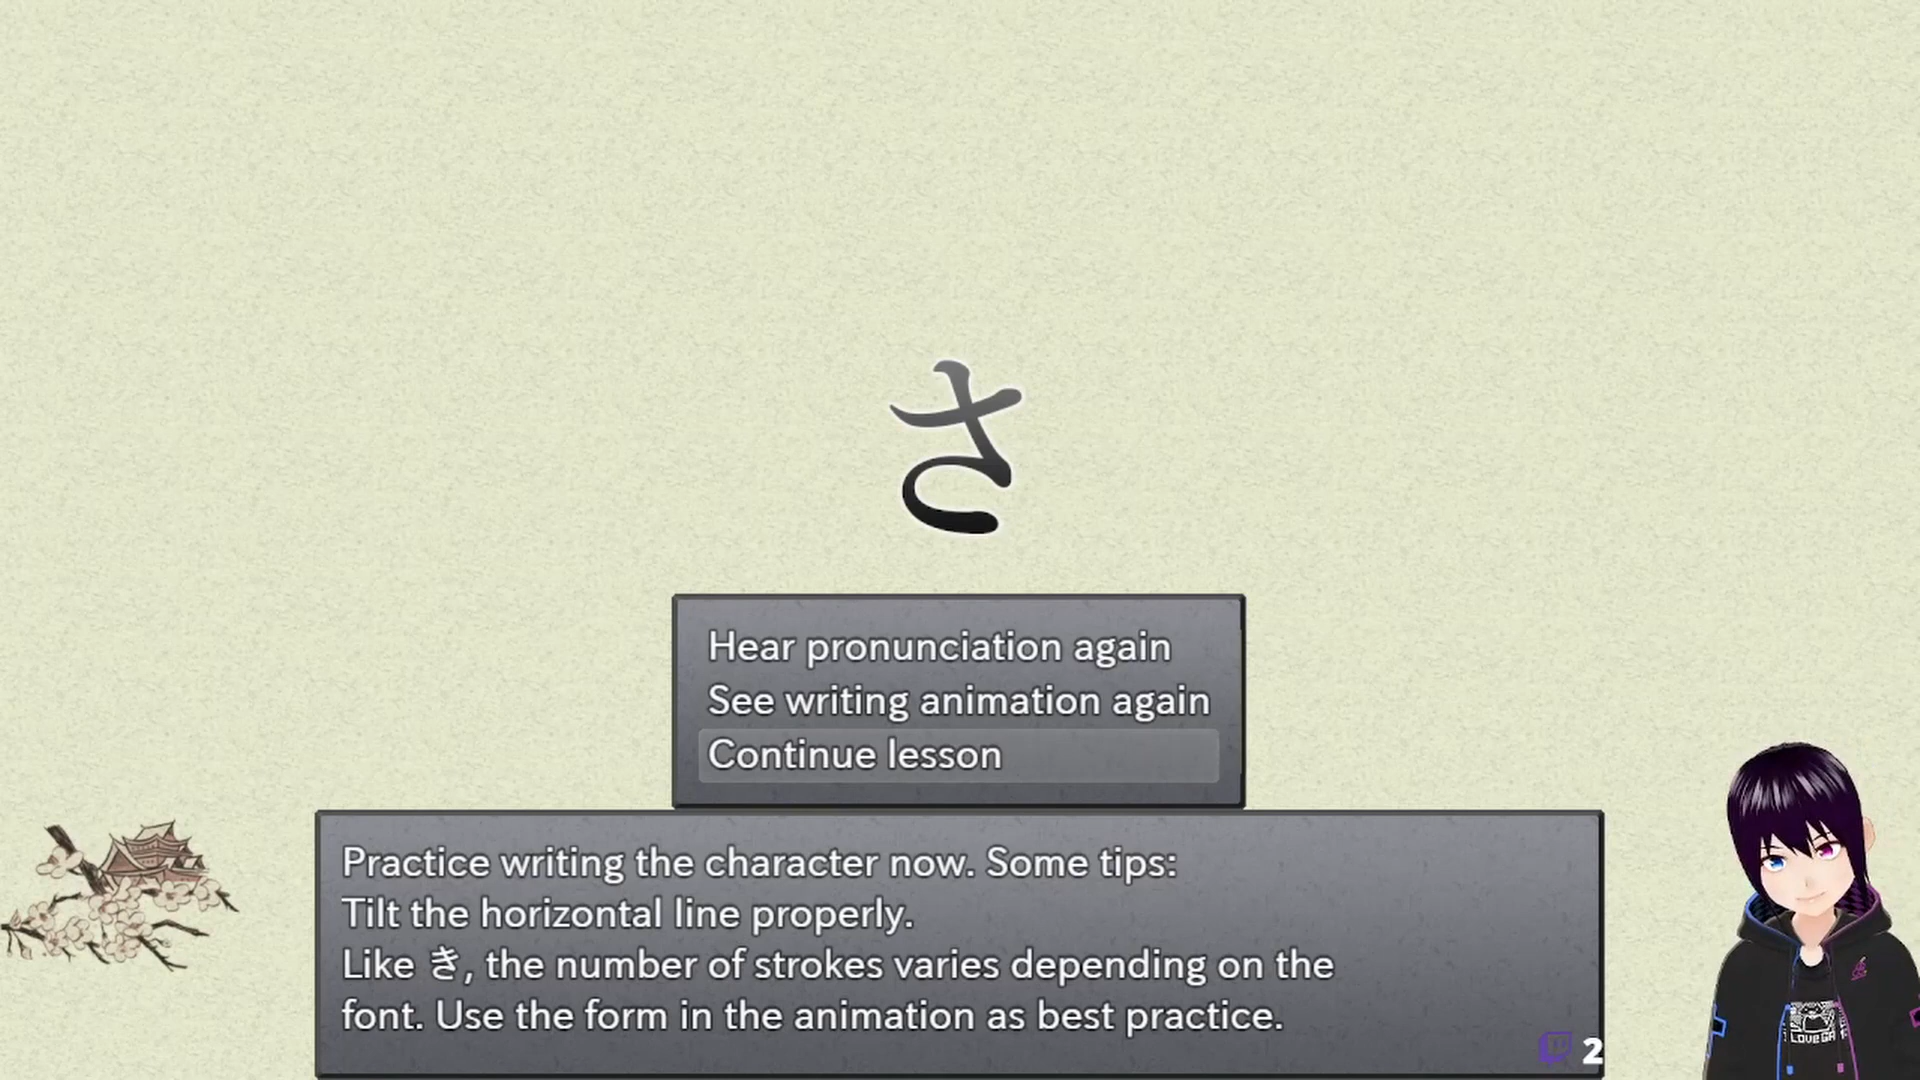 さ
Hear pronunciation again
See writing animation again
Continue lesson
Practice writing the character now. Some tips:
Tilt the horizontal line properly.
Like き, the number of strokes varies depending on the
font. Use the form in the animation as best practice.
2